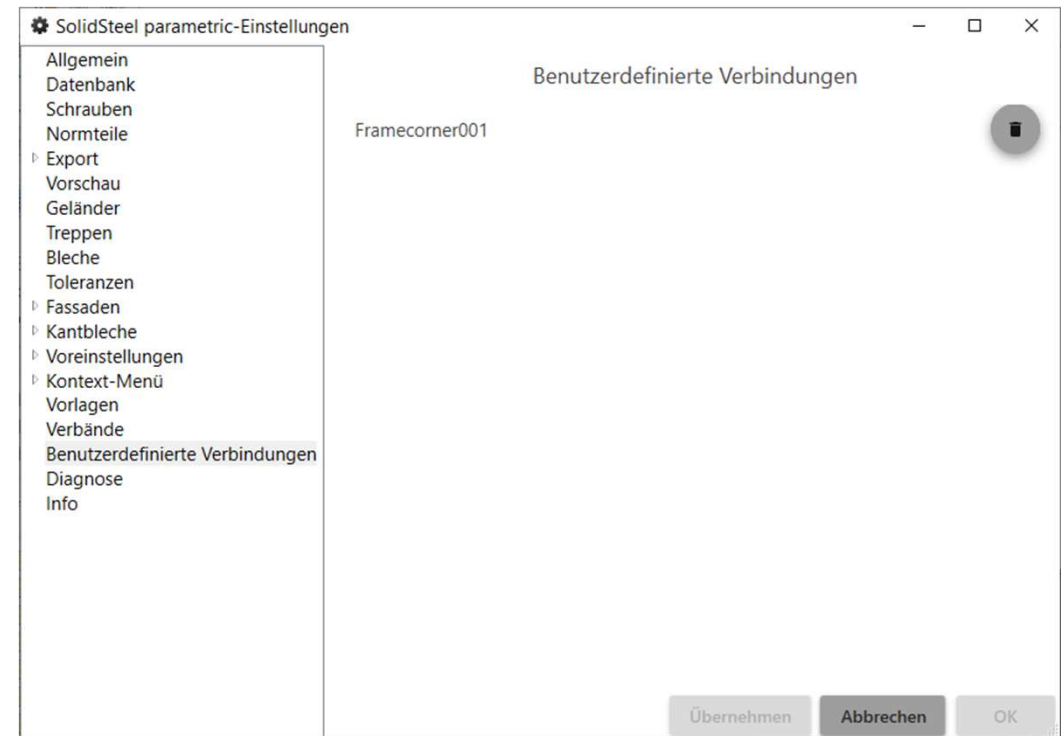 SolidSteel parametric-Einstellungen
Allgemein
Datenbank
Schrauben
Normteile
Export
Vorschau
Geländer
Treppen
Bleche
Toleranzen
Fassaden
Kantbleche
Voreinstellungen
Kontext-Menü
Vorlagen
Verbände
Benutzerdefinierte Verbindungen
Diagnose
Info
Benutzerdefinierte Verbindungen
Framecorner001
Übernehmen
Abbrechen
OK